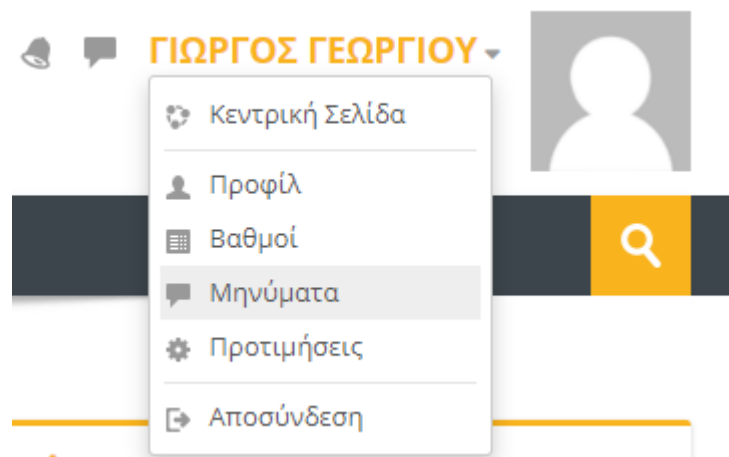 ΓΙΩΡΓΟΣ ΓΕΩΡΓΙΟΥ
Κεντρική Σελίδα
Προφίλ
Βαθμοί
Μηνύματα
Προτιμήσεις
Αποσύνδεση